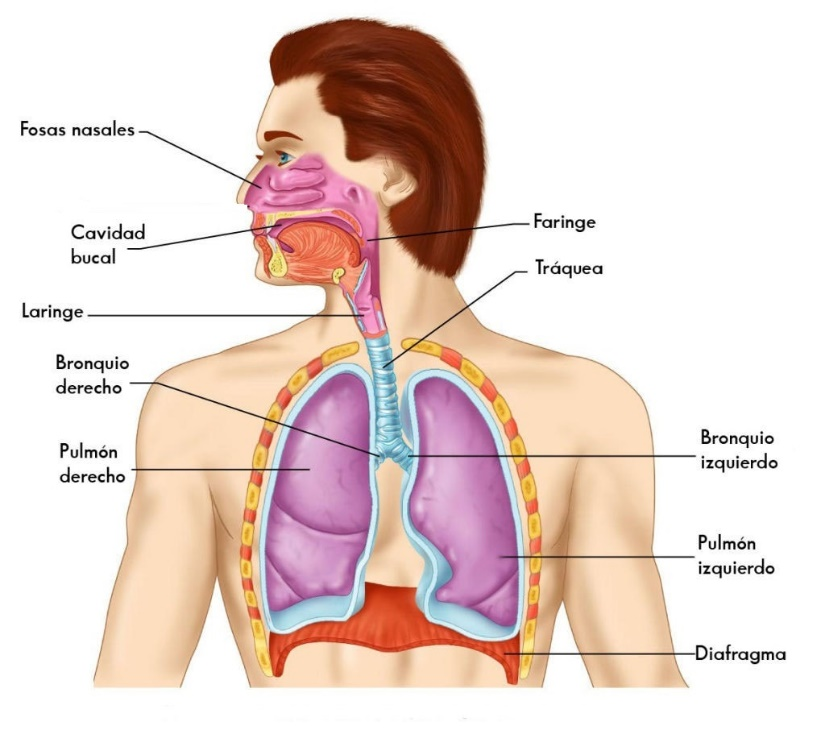 Fosas nasales
Cavidad
bucal
Laringe
Bronquio
derecho
Pulmón
derecho
Faringe
Tráquea
Bronquio
izquierdo
Pulmón
izquierdo
Diafragma